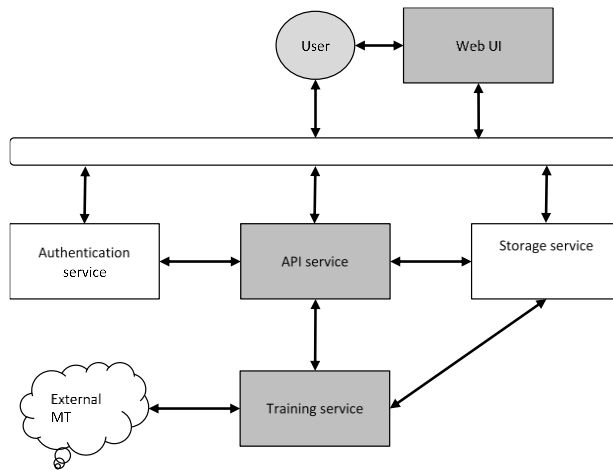 User
Web UI
Authentication
service
API service
Storage service
External
MT
Training service